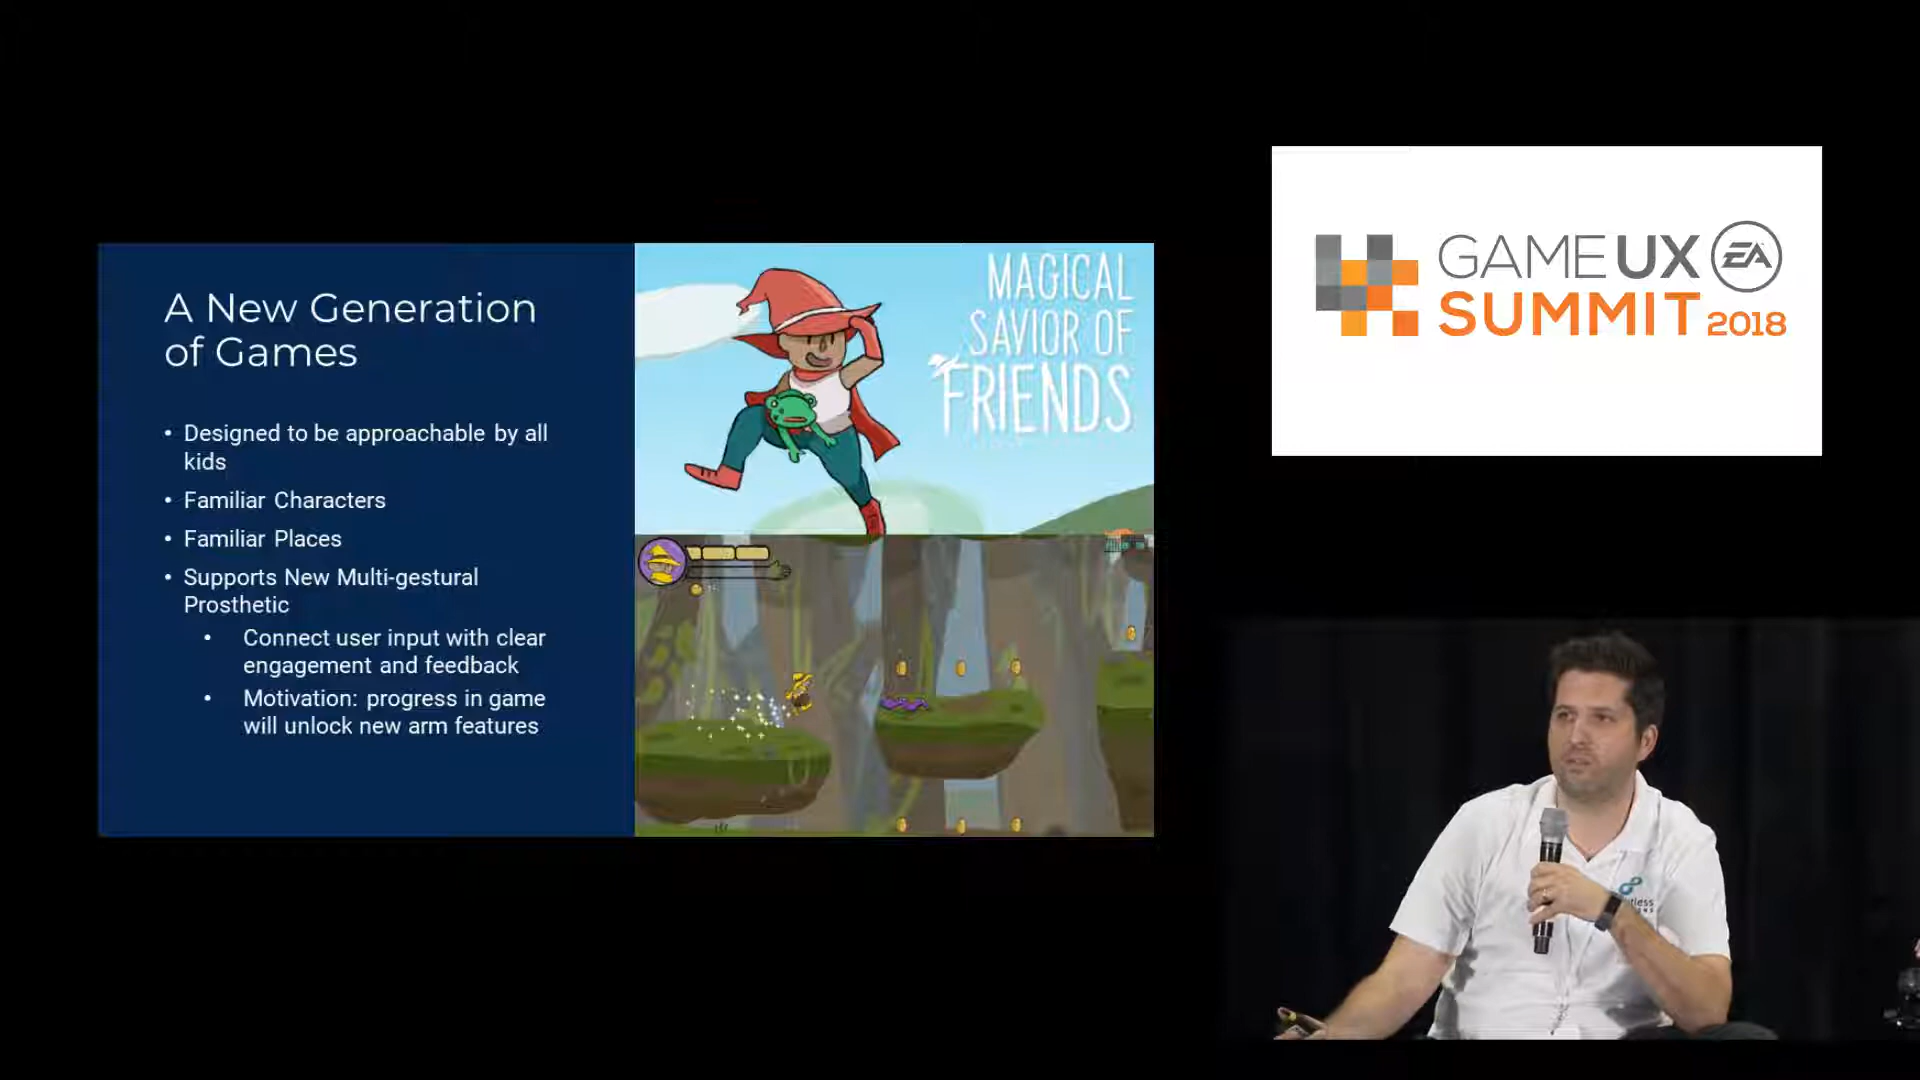 A New Generation
of Games
• Designed to be approachable by all
kids
• Familiar Characters
• Familiar Places
• Supports New Multi-gestural
Prosthetic
• Connect user input with clear
engagement and feedback
• Motivation: progress in game
will unlock new arm features
MAGICAL
SAVIOR OF
FRIENDS
GAMEUX EA
SUMMIT 2018